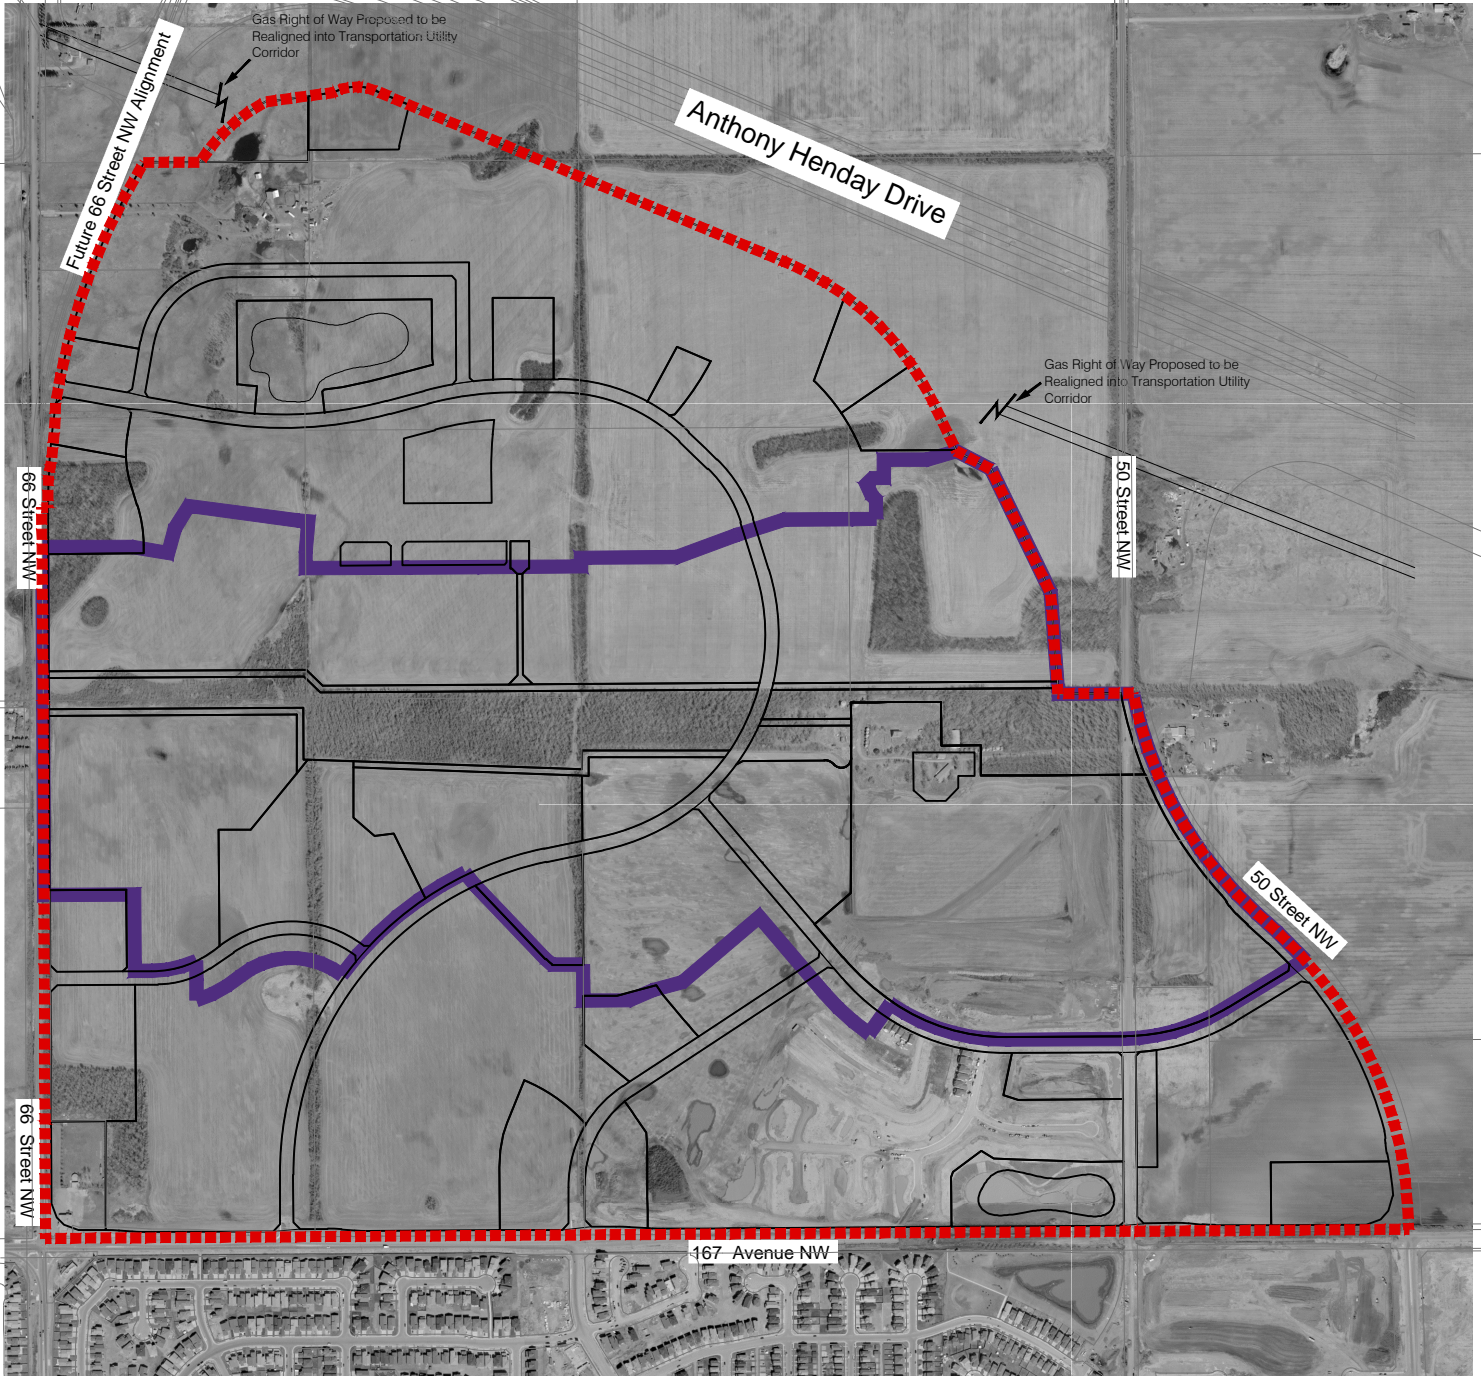 Gas Right of Way Proposed to be
Realigned into Transportation Utility
Corridor
Future 66 Street NW Alignment
Anthony Henday Drive
Gas Right of Way Proposed to be
Realigned into Transportation Utility
Corridor
66 Street NW
50 Street NW
50 Street NW
66 Street NW
167 Avenue NW